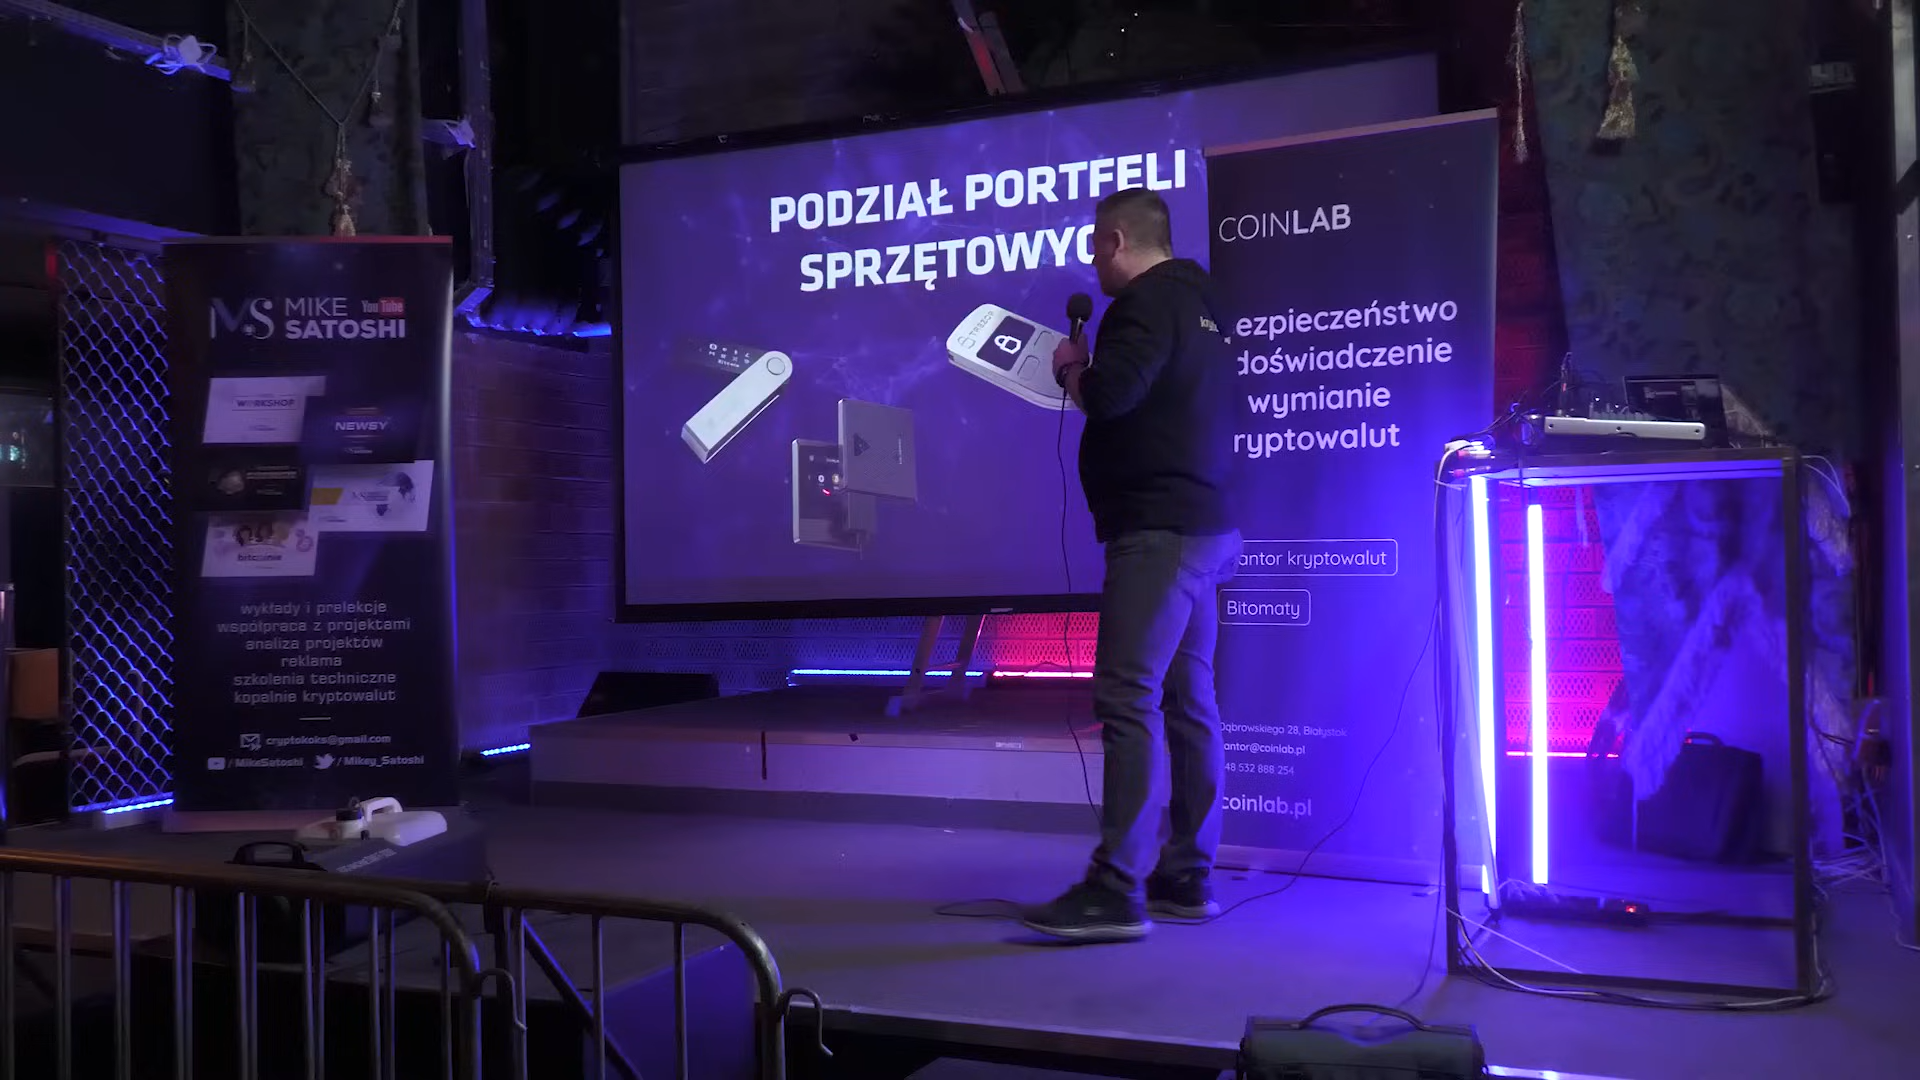 PODZIAŁ PORTFELI
SPRZĘTOWYC
TREZOR
MS MIKE
SATOSHI
YouTube
WORKSHOP
NEWSY
wykłady i prelekcje
współpraca z projektami
analiza projektów
reklama
szkolenia techniczne
kopalnie kryptowalut
cryptokoks@gmail.com
/MikeSatoshi
/Mikey_Satoshi
COINLAB
ezpieczeństwo
doświadczenie
wymianie
ryptowalut
antor kryptowalut
Bitomaty
Dąbrowskiego 28, Białystok
antor@coinlab.pl
48 532 888 254
coinlab.pl